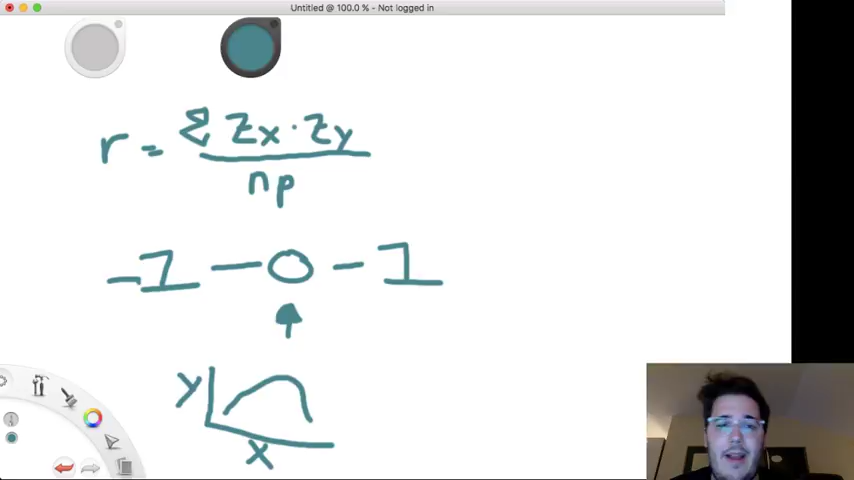 Untitled @ 100.0 % - Not logged in
r = Σ Zx · Zy
np
-1 — 0 — 1
y
x